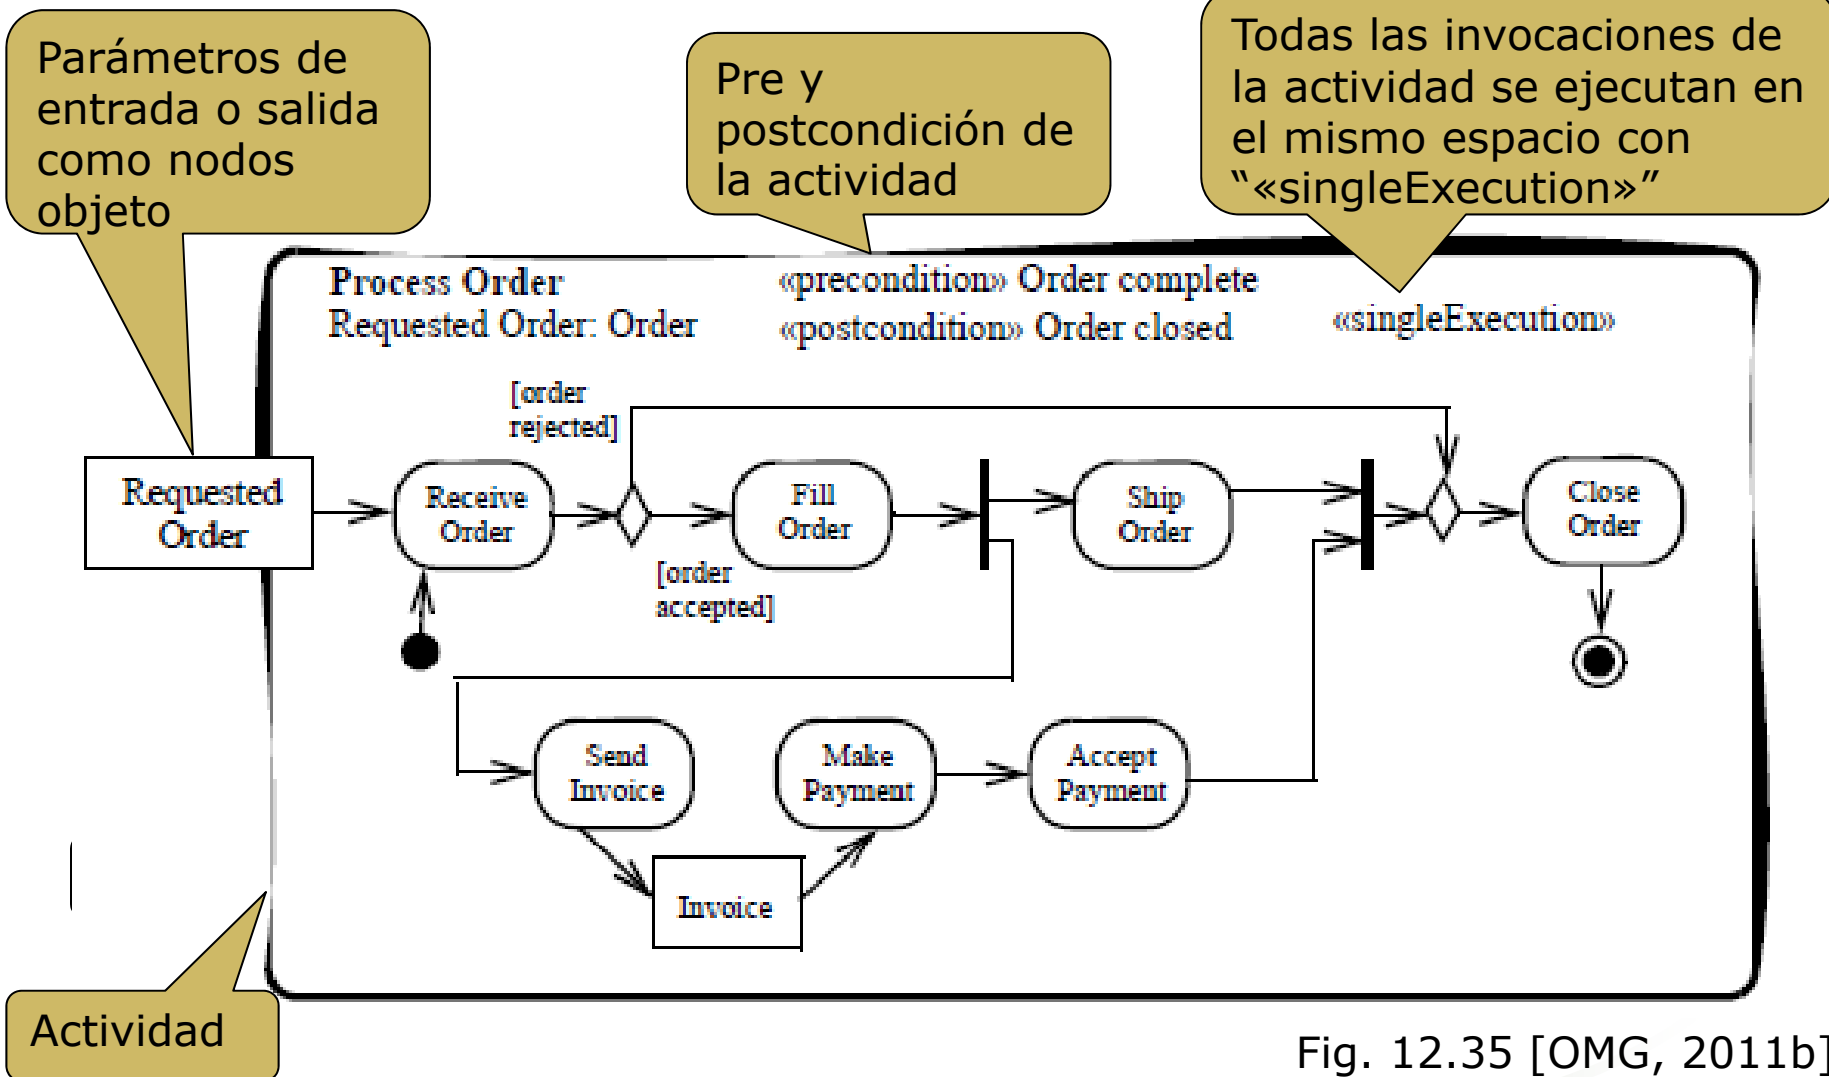 Parámetros de
entrada o salida
como nodos
objeto
Pre y
postcondición de
la actividad
Todas las invocaciones de
la actividad se ejecutan en
el mismo espacio con
“«singleExecution»”
Process Order
Requested Order: Order
«precondition» Order complete
«postcondition» Order closed
«singleExecution»
[order
rejected]
Requested
Order
Receive
Order
Fill
Order
Ship
Order
Close
Order
[order
accepted]
Send
Invoice
Make
Payment
Accept
Payment
Invoice
Actividad
Fig. 12.35 [OMG, 2011b]